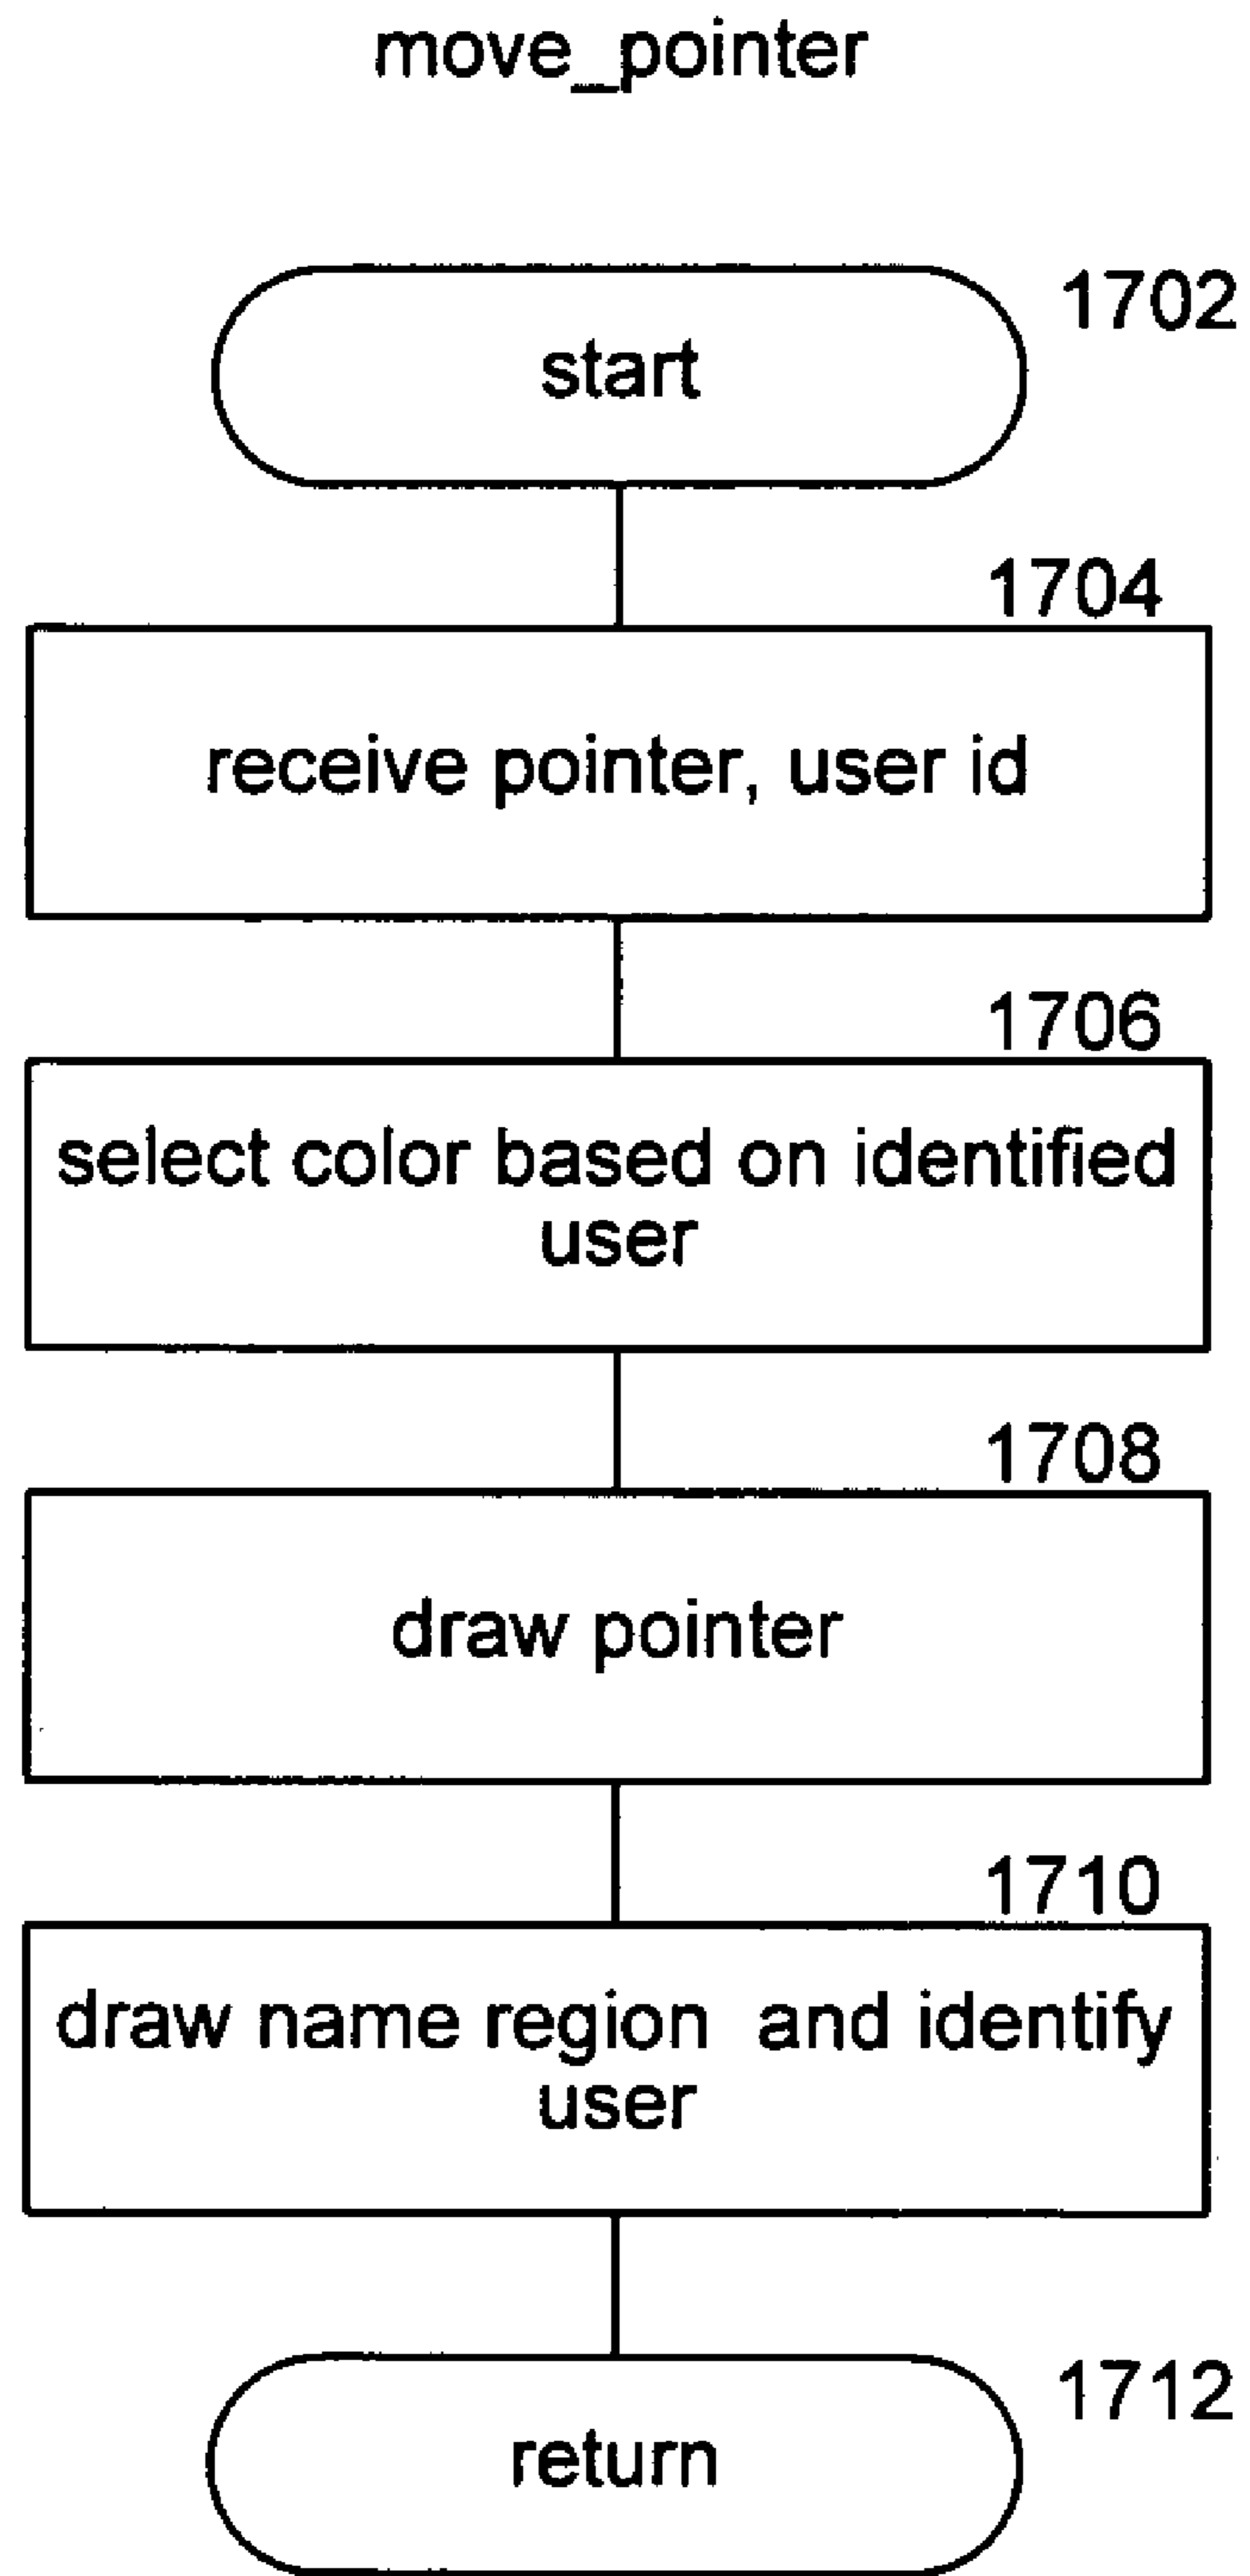 move_pointer
1702
start
1704
receive pointer, user id
1706
select color based on identified
user
1708
draw pointer
1710
draw name region and identify
user
1712
return